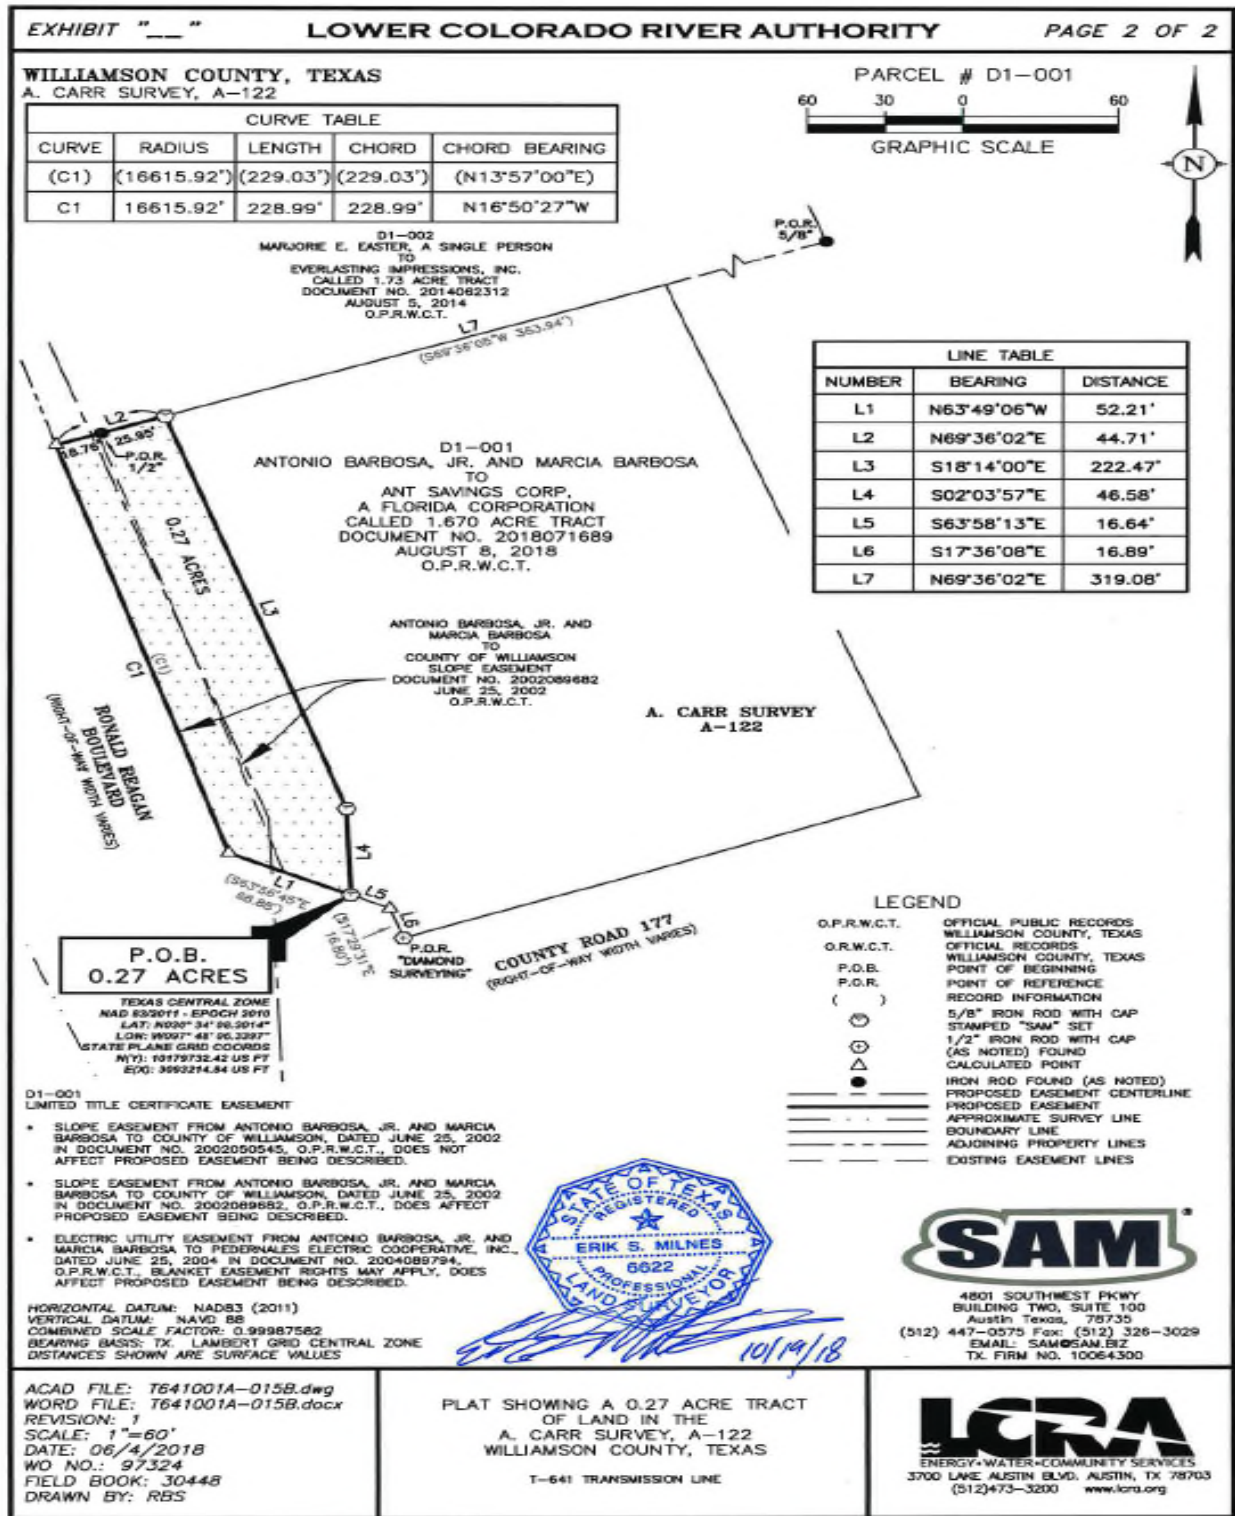 EXHIBIT "__"
LOWER COLORADO RIVER AUTHORITY
PAGE 2 OF 2
WILLIAMSON COUNTY, TEXAS
A. CARR SURVEY, A-122
CURVE TABLE
CURVE RADIUS LENGTH CHORD CHORD BEARING
(C1) (16615.92') (229.03') (229.03') (N13°57'00"E)
C1 16615.92' 228.99' 228.99' N16°50'27"W
PARCEL # D1-001
60 30 0 60
GRAPHIC SCALE
N
D1-002
MARJORIE E. EASTER, A SINGLE PERSON
TO
EVERLASTING IMPRESSIONS, INC.
CALLED 1.73 ACRE TRACT
DOCUMENT NO. 2014062312
AUGUST 5, 2014
O.P.R.W.C.T.
P.O.R.
5/8"
L7
(S69°36'05"W 363.94')
LINE TABLE
NUMBER BEARING DISTANCE
L1 N63°49'06"W 52.21'
L2 N69°36'02"E 44.71'
L3 S18°14'00"E 222.47'
L4 S02°03'57"E 46.58'
L5 S63°58'13"E 16.64'
L6 S17°36'08"E 16.89'
L7 N69°36'02"E 319.08'
L2
18.76'
25.95'
P.O.R.
1/2"
D1-001
ANTONIO BARBOSA, JR. AND MARCIA BARBOSA
TO
ANT SAVINGS CORP,
A FLORIDA CORPORATION
CALLED 1.670 ACRE TRACT
DOCUMENT NO. 2018071689
AUGUST 8, 2018
O.P.R.W.C.T.
0.27 ACRES
L3
ANTONIO BARBOSA, JR. AND
MARCIA BARBOSA
TO
COUNTY OF WILLIAMSON
SLOPE EASEMENT
DOCUMENT NO. 2002089682
JUNE 25, 2002
O.P.R.W.C.T.
C1
(C1)
RONALD REAGAN
BOULEVARD
(RIGHT-OF-WAY WIDTH VARIES)
A. CARR SURVEY
A-122
L4
L1
L5
L6
(S17°29'31"E
16.80')
P.O.R.
"DIAMOND
SURVEYING"
COUNTY ROAD 177
(RIGHT-OF-WAY WIDTH VARIES)
P.O.B.
0.27 ACRES
TEXAS CENTRAL ZONE
NAD 83/2011 - EPOCH 2010
STATE PLANE GRID COORDS
N(Y): 10179732.42 US FT
E(X): 3093214.84 US FT
LEGEND
O.P.R.W.C.T. OFFICIAL PUBLIC RECORDS
WILLIAMSON COUNTY, TEXAS
O.R.W.C.T. OFFICIAL RECORDS
WILLIAMSON COUNTY, TEXAS
P.O.B. POINT OF BEGINNING
P.O.R. POINT OF REFERENCE
( ) RECORD INFORMATION
5/8" IRON ROD WITH CAP
STAMPED "SAM" SET
1/2" IRON ROD WITH CAP
(AS NOTED) FOUND
CALCULATED POINT
IRON ROD FOUND (AS NOTED)
PROPOSED EASEMENT CENTERLINE
PROPOSED EASEMENT
APPROXIMATE SURVEY LINE
BOUNDARY LINE
ADJOINING PROPERTY LINES
EXISTING EASEMENT LINES
D1-001
LIMITED TITLE CERTIFICATE EASEMENT
• SLOPE EASEMENT FROM ANTONIO BARBOSA, JR. AND MARCIA
BARBOSA TO COUNTY OF WILLIAMSON, DATED JUNE 25, 2002
IN DOCUMENT NO. 2002050545, O.P.R.W.C.T., DOES NOT
AFFECT PROPOSED EASEMENT BEING DESCRIBED.
• SLOPE EASEMENT FROM ANTONIO BARBOSA, JR. AND MARCIA
BARBOSA TO COUNTY OF WILLIAMSON, DATED JUNE 25, 2002
IN DOCUMENT NO. 2002089682, O.P.R.W.C.T., DOES AFFECT
PROPOSED EASEMENT BEING DESCRIBED.
• ELECTRIC UTILITY EASEMENT FROM ANTONIO BARBOSA, JR. AND
MARCIA BARBOSA TO PEDERNALES ELECTRIC COOPERATIVE, INC.,
DATED JUNE 25, 2004 IN DOCUMENT NO. 2004089794,
O.P.R.W.C.T., BLANKET EASEMENT RIGHTS MAY APPLY, DOES
AFFECT PROPOSED EASEMENT BEING DESCRIBED.
HORIZONTAL DATUM: NAD83 (2011)
VERTICAL DATUM: NAVD 88
COMBINED SCALE FACTOR: 0.99987582
BEARING BASIS: TX. LAMBERT GRID CENTRAL ZONE
DISTANCES SHOWN ARE SURFACE VALUES
STATE OF TEXAS
REGISTERED
ERIK S. MILNES
6622
PROFESSIONAL
LAND SURVEYOR
10/19/18
SAM
4801 SOUTHWEST PKWY
BUILDING TWO, SUITE 100
Austin Texas, 78735
(512) 447-0575 Fax: (512) 326-3029
EMAIL: SAM@SAM.BIZ
TX. FIRM NO. 10064300
ACAD FILE: T641001A-015B.dwg
WORD FILE: T641001A-015B.docx
REVISION: 1
SCALE: 1"=60'
DATE: 06/4/2018
WO NO.: 97324
FIELD BOOK: 30448
DRAWN BY: RBS
PLAT SHOWING A 0.27 ACRE TRACT
OF LAND IN THE
A. CARR SURVEY, A-122
WILLIAMSON COUNTY, TEXAS
T-641 TRANSMISSION LINE
LCRA
ENERGY•WATER•COMMUNITY SERVICES
3700 LAKE AUSTIN BLVD. AUSTIN, TX 78703
(512)473-3200 www.lcra.org